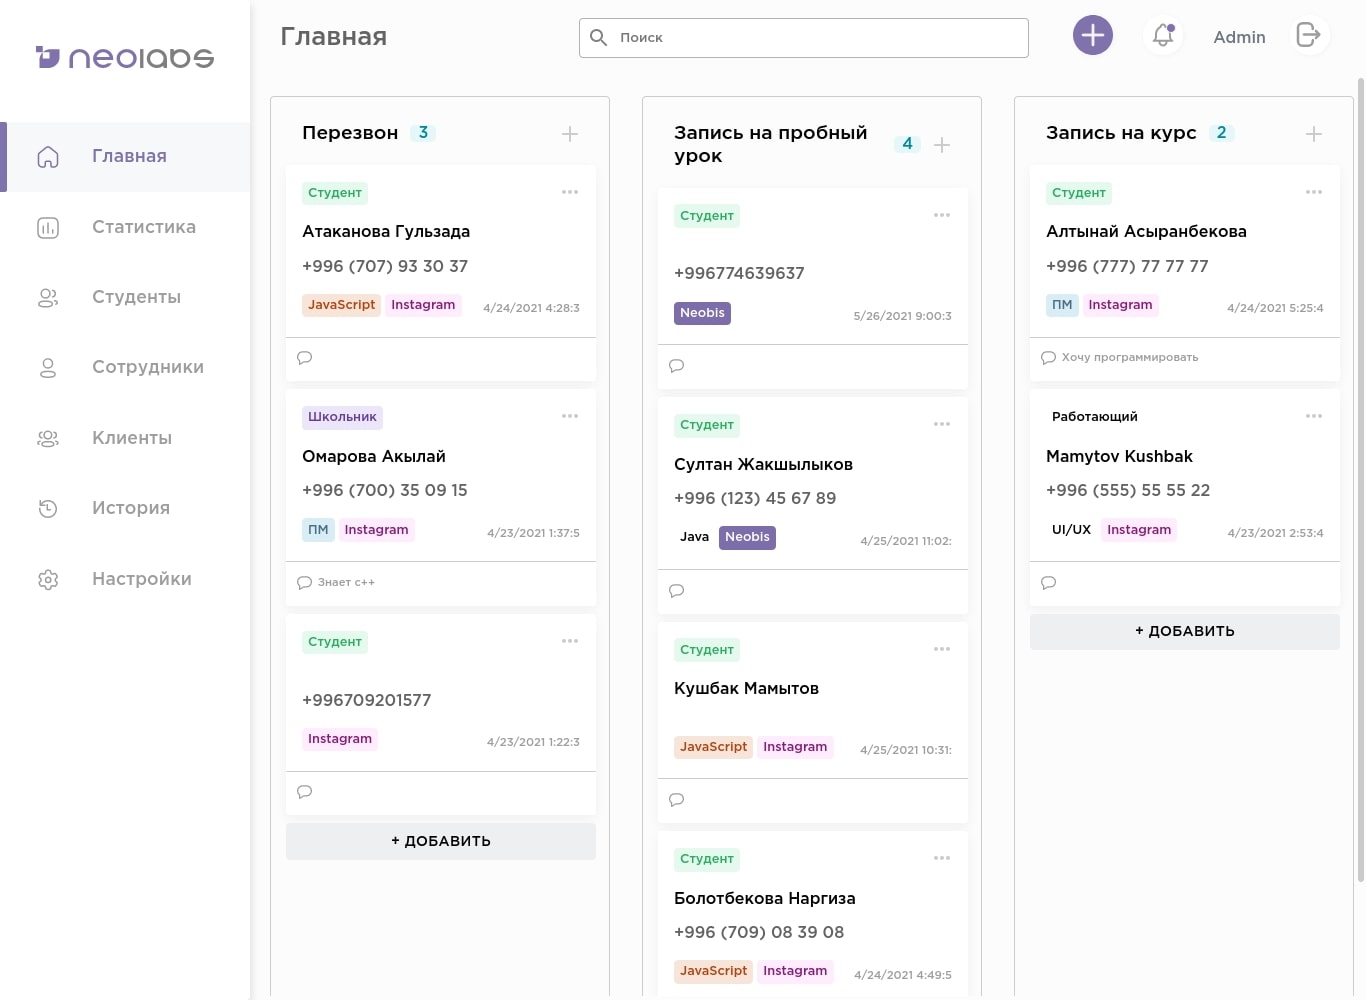 neolabs
Главная
Статистика
Студенты
Сотрудники
Клиенты
История
Настройки
Главная
Поиск
Admin
Перезвон 3
Студент
Атаканова Гульзада
+996 (707) 93 30 37
JavaScript Instagram 4/24/2021 4:28:3
Школьник
Омарова Акылай
+996 (700) 35 09 15
ПМ Instagram 4/23/2021 1:37:5
Знает с++
Студент
+996709201577
Instagram 4/23/2021 1:22:3
+ ДОБАВИТЬ
Запись на пробный
урок 4
Студент
+996774639637
Neobis 5/26/2021 9:00:3
Студент
Султан Жакшылыков
+996 (123) 45 67 89
Java Neobis 4/25/2021 11:02:
Студент
Кушбак Мамытов
JavaScript Instagram 4/25/2021 10:31:
Студент
Болотбекова Наргиза
+996 (709) 08 39 08
JavaScript Instagram 4/24/2021 4:49:5
Запись на курс 2
Студент
Алтынай Асыранбекова
+996 (777) 77 77 77
ПМ Instagram 4/24/2021 5:25:4
Хочу программировать
Работающий
Mamytov Kushbak
+996 (555) 55 55 22
UI/UX Instagram 4/23/2021 2:53:4
+ ДОБАВИТЬ